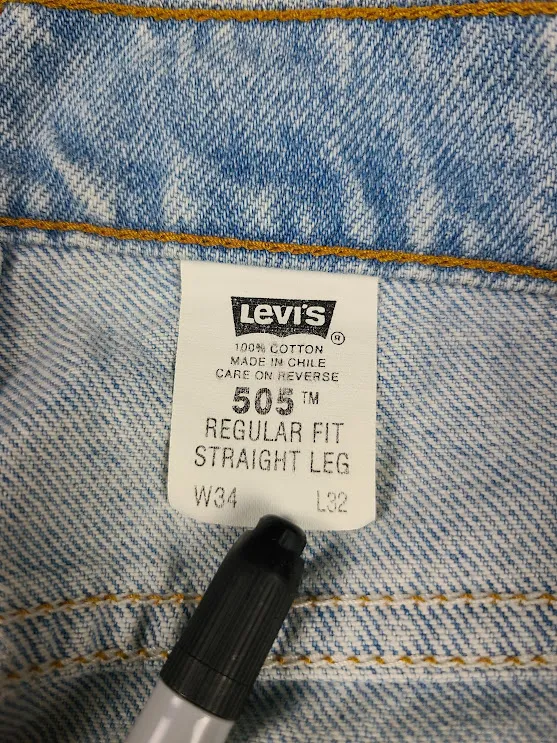 Levi's ®
100% COTTON
MADE IN CHILE
CARE ON REVERSE
505™
REGULAR FIT
STRAIGHT LEG
W34 L32